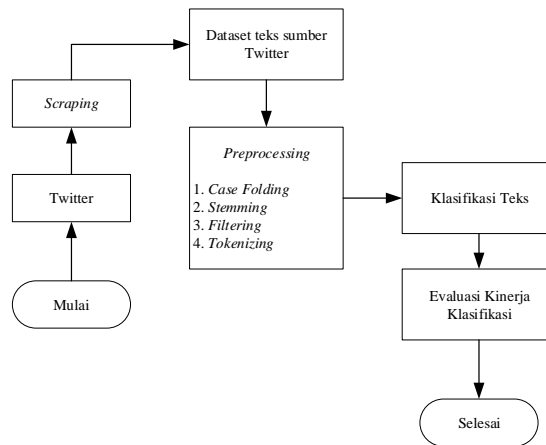 Mulai
Twitter
Scraping
Dataset teks sumber
Twitter
Preprocessing
1. Case Folding
2. Stemming
3. Filtering
4. Tokenizing
Klasifikasi Teks
Evaluasi Kinerja
Klasifikasi
Selesai